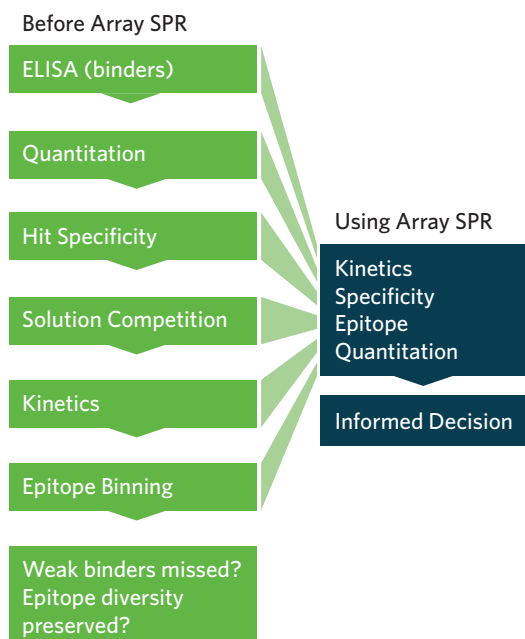 Before Array SPR
ELISA (binders)
Quantitation
Hit Specificity
Solution Competition
Kinetics
Epitope Binning
Weak binders missed?
Epitope diversity
preserved?
Using Array SPR
Kinetics
Specificity
Epitope
Quantitation
Informed Decision